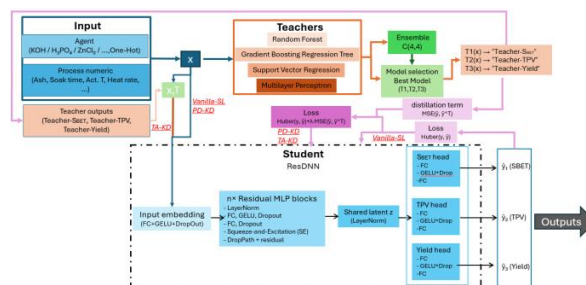 Input
Agent
(KOH / H₃PO₄ / ZnCl₂ / ...,One-Hot)
Process numeric
(Ash, Soak time, Act. T, Heat rate,
...)
Teacher outputs
(Teacher-SBET, Teacher-TPV,
Teacher-Yield)
x
x,T
Vanilla-SL
PD-KD
TA-KD
Teachers
Random Forest
Gradient Boosting Regression Tree
Support Vector Regression
Multilayer Perceptron
Ensemble
C(4,4)
Model selection
Best Model
(T1,T2,T3)
T1(x) → "Teacher-SBET"
T2(x) → "Teacher-TPV"
T3(x) → "Teacher-Yield"
distillation term
MSE(ŷ, ŷ^T)
Loss
Huber(y, ŷ)+λ·MSE(ŷ, ŷ^T)
PD-KD
TA-KD
Vanilla-SL
Loss
Huber(y, ŷ)
Student
ResDNN
Input embedding
(FC+GELU+DropOut)
n× Residual MLP blocks
- LayerNorm
- FC, GELU, Dropout
- FC, Dropout
- Squeeze-and-Excitation (SE)
- DropPath + residual
Shared latent z
(LayerNorm)
SBET head
- FC
- GELU+Drop
-FC
TPV head
- FC
- GELU+Drop
-FC
Yield head
- FC
- GELU+Drop
-FC
ŷ₁ (SBET)
ŷ₂ (TPV)
ŷ₃ (Yield)
Outputs